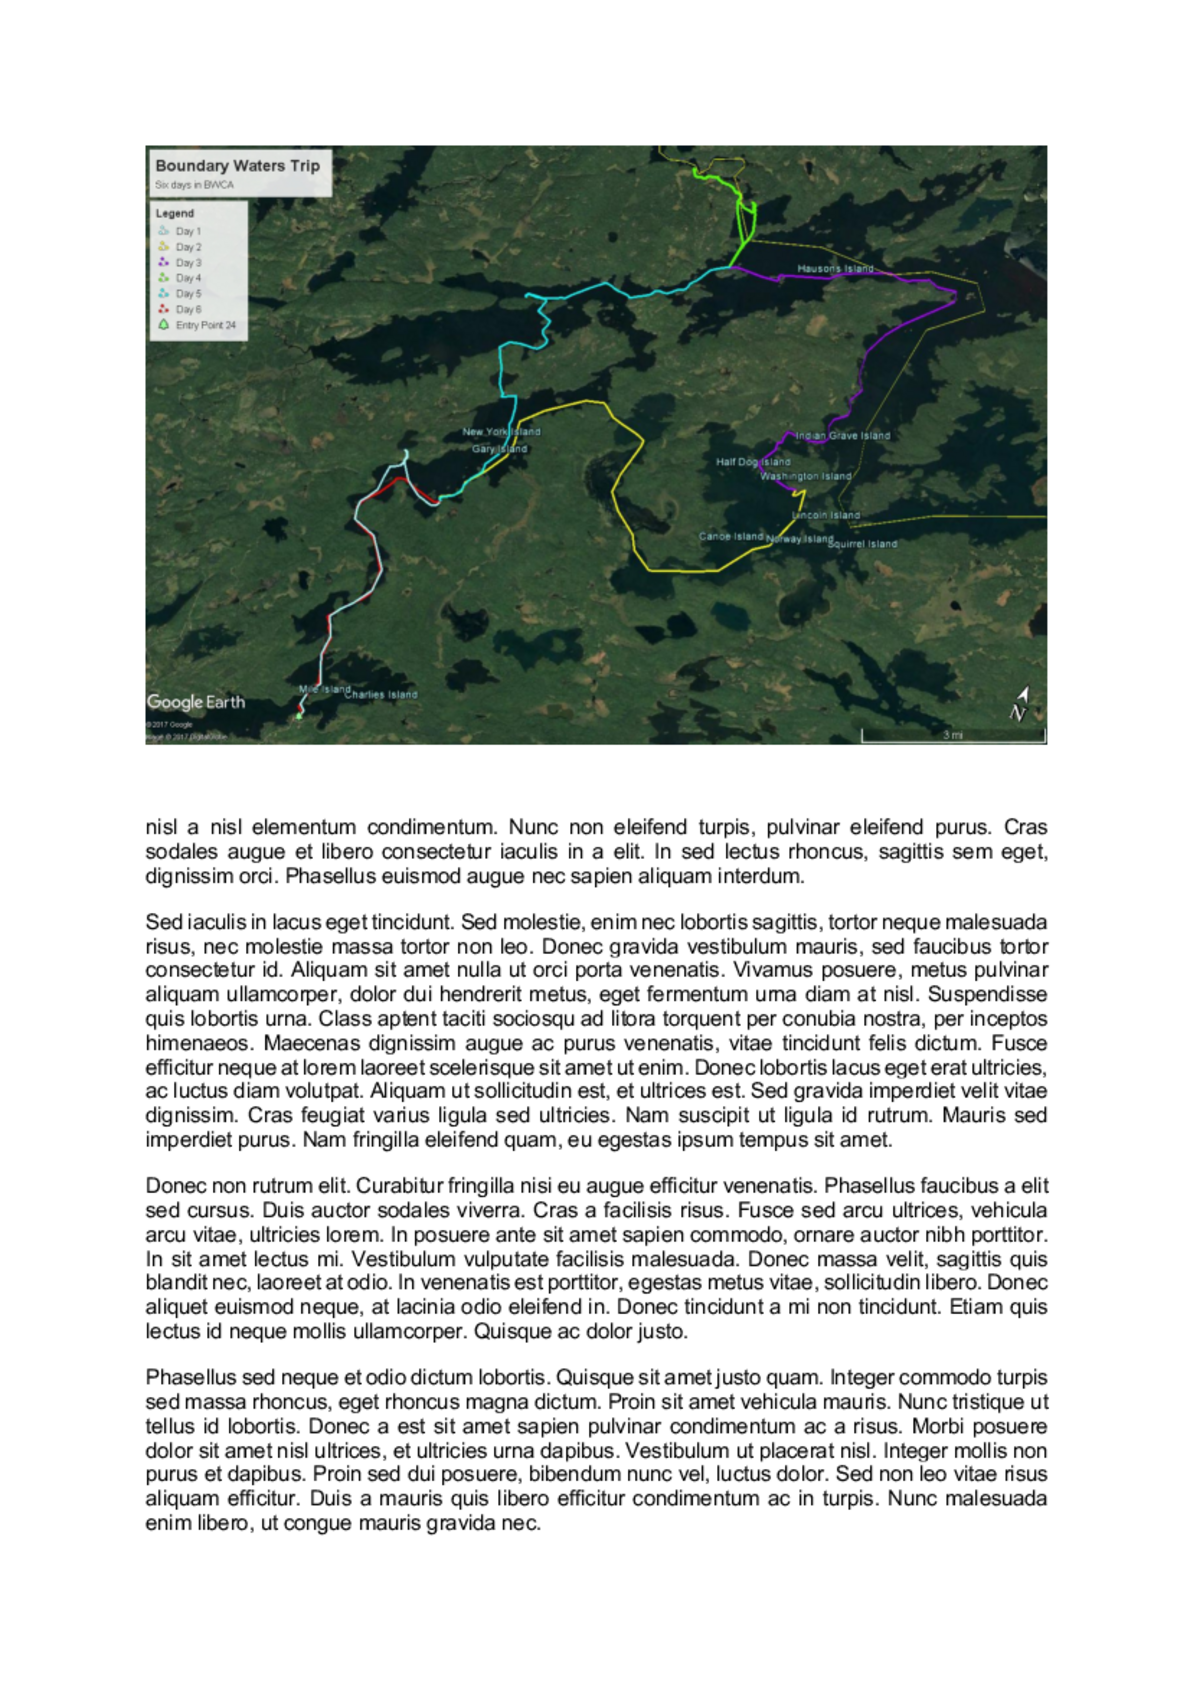 Boundary Waters Trip
Six days in BWCA
Legend
Day 1
Day 2
Day 3
Day 4
Day 5
Day 6
Entry Point 24
Hausons Island
New York Island
Gary Island
Indian Grave Island
Half Dog Island
Washington Island
Lincoln Island
Canoe Island
Norway Island
Squirrel Island
Mile Island
Charlies Island
Google Earth
©2017 Google
Image © 2017 DigitalGlobe
N
3 mi
nisl a nisl elementum condimentum. Nunc non eleifend turpis, pulvinar eleifend purus. Cras
sodales augue et libero consectetur iaculis in a elit. In sed lectus rhoncus, sagittis sem eget,
dignissim orci. Phasellus euismod augue nec sapien aliquam interdum.
Sed iaculis in lacus eget tincidunt. Sed molestie, enim nec lobortis sagittis, tortor neque malesuada
risus, nec molestie massa tortor non leo. Donec gravida vestibulum mauris, sed faucibus tortor
consectetur id. Aliquam sit amet nulla ut orci porta venenatis. Vivamus posuere, metus pulvinar
aliquam ullamcorper, dolor dui hendrerit metus, eget fermentum urna diam at nisl. Suspendisse
quis lobortis urna. Class aptent taciti sociosqu ad litora torquent per conubia nostra, per inceptos
himenaeos. Maecenas dignissim augue ac purus venenatis, vitae tincidunt felis dictum. Fusce
efficitur neque at lorem laoreet scelerisque sit amet ut enim. Donec lobortis lacus eget erat ultricies,
ac luctus diam volutpat. Aliquam ut sollicitudin est, et ultrices est. Sed gravida imperdiet velit vitae
dignissim. Cras feugiat varius ligula sed ultricies. Nam suscipit ut ligula id rutrum. Mauris sed
imperdiet purus. Nam fringilla eleifend quam, eu egestas ipsum tempus sit amet.
Donec non rutrum elit. Curabitur fringilla nisi eu augue efficitur venenatis. Phasellus faucibus a elit
sed cursus. Duis auctor sodales viverra. Cras a facilisis risus. Fusce sed arcu ultrices, vehicula
arcu vitae, ultricies lorem. In posuere ante sit amet sapien commodo, ornare auctor nibh porttitor.
In sit amet lectus mi. Vestibulum vulputate facilisis malesuada. Donec massa velit, sagittis quis
blandit nec, laoreet at odio. In venenatis est porttitor, egestas metus vitae, sollicitudin libero. Donec
aliquet euismod neque, at lacinia odio eleifend in. Donec tincidunt a mi non tincidunt. Etiam quis
lectus id neque mollis ullamcorper. Quisque ac dolor justo.
Phasellus sed neque et odio dictum lobortis. Quisque sit amet justo quam. Integer commodo turpis
sed massa rhoncus, eget rhoncus magna dictum. Proin sit amet vehicula mauris. Nunc tristique ut
tellus id lobortis. Donec a est sit amet sapien pulvinar condimentum ac a risus. Morbi posuere
dolor sit amet nisl ultrices, et ultricies urna dapibus. Vestibulum ut placerat nisl. Integer mollis non
purus et dapibus. Proin sed dui posuere, bibendum nunc vel, luctus dolor. Sed non leo vitae risus
aliquam efficitur. Duis a mauris quis libero efficitur condimentum ac in turpis. Nunc malesuada
enim libero, ut congue mauris gravida nec.